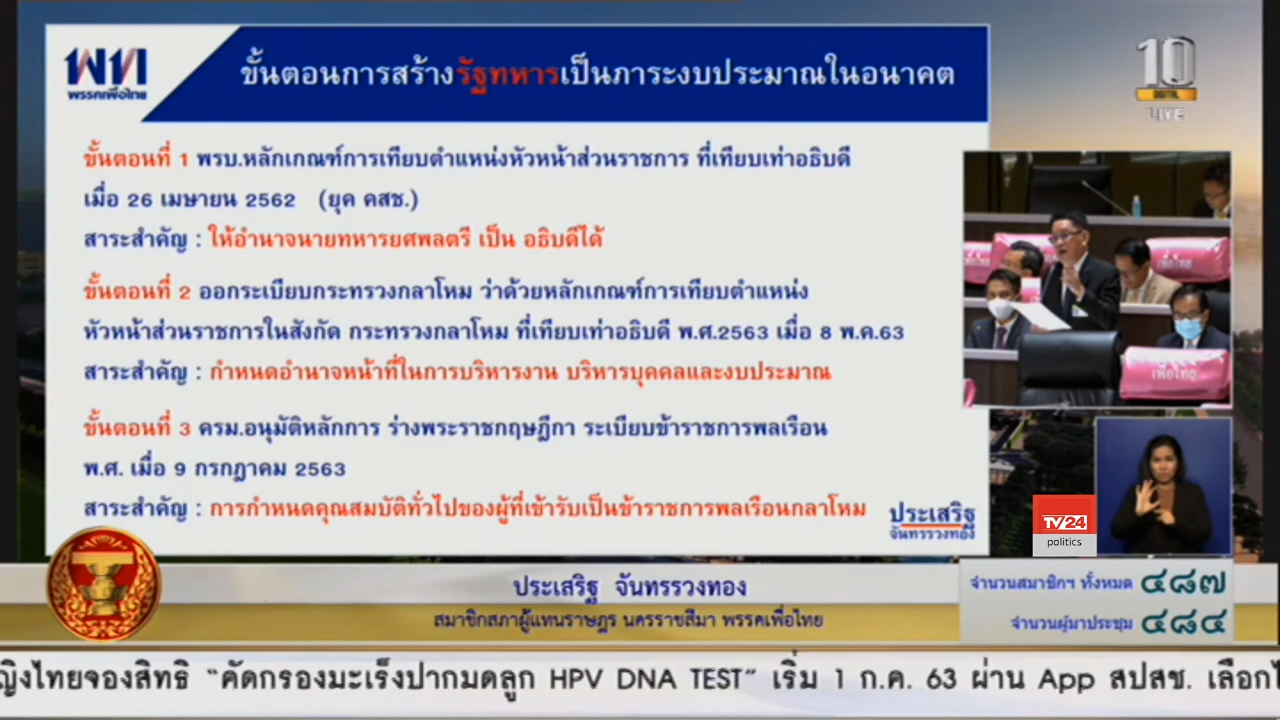 พท
พรรคเพื่อไทย
ขั้นตอนการสร้างรัฐทหารเป็นภาระงบประมาณในอนาคต
10
DIGITAL
LIVE
ขั้นตอนที่ 1 พรบ.หลักเกณฑ์การเทียบตำแหน่งหัวหน้าส่วนราชการ ที่เทียบเท่าอธิบดี
เมื่อ 26 เมษายน 2562 (ยุค คสช.)
สาระสำคัญ : ให้อำนาจนายทหารยศพลตรี เป็น อธิบดีได้
ขั้นตอนที่ 2 ออกระเบียบกระทรวงกลาโหม ว่าด้วยหลักเกณฑ์การเทียบตำแหน่ง
หัวหน้าส่วนราชการในสังกัด กระทรวงกลาโหม ที่เทียบเท่าอธิบดี พ.ศ.2563 เมื่อ 8 พ.ค.63
สาระสำคัญ : กำหนดอำนาจหน้าที่ในการบริหารงาน บริหารบุคคลและงบประมาณ
ขั้นตอนที่ 3 ครม.อนุมัติหลักการ ร่างพระราชกฤษฎีกา ระเบียบข้าราชการพลเรือน
พ.ศ. เมื่อ 9 กรกฎาคม 2563
สาระสำคัญ : การกำหนดคุณสมบัติทั่วไปของผู้ที่เข้ารับเป็นข้าราชการพลเรือนกลาโหม
ประเสริฐ
จันทรรวงทอง
เพื่อไทย
เพื่อไทย
TV24
politics
ประเสริฐ จันทรรวงทอง
สมาชิกสภาผู้แทนราษฎร นครราชสีมา พรรคเพื่อไทย
จำนวนสมาชิกฯ ทั้งหมด ๔๘๗
จำนวนผู้มาประชุม ๔๘๔
ญิงไทยจองสิทธิ "คัดกรองมะเร็งปากมดลูก HPV DNA TEST" เริ่ม 1 ก.ค. 63 ผ่าน App สปสช. เลือกไ